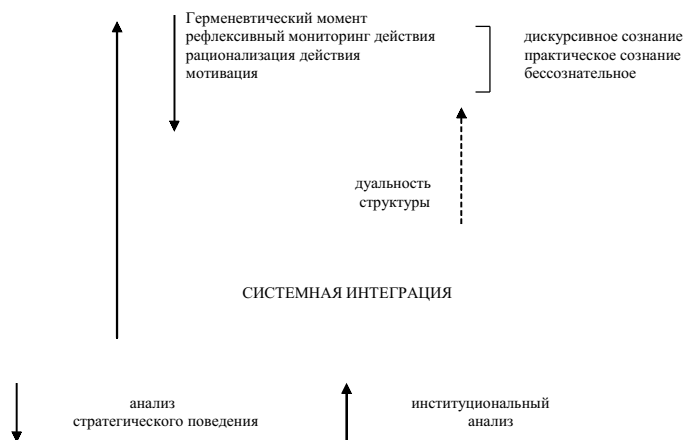 Герменевтический момент
рефлексивный мониторинг действия
рационализация действия
мотивация
дискурсивное сознание
практическое сознание
бессознательное
дуальность
структуры
СИСТЕМНАЯ ИНТЕГРАЦИЯ
анализ
стратегического поведения
институциональный
анализ